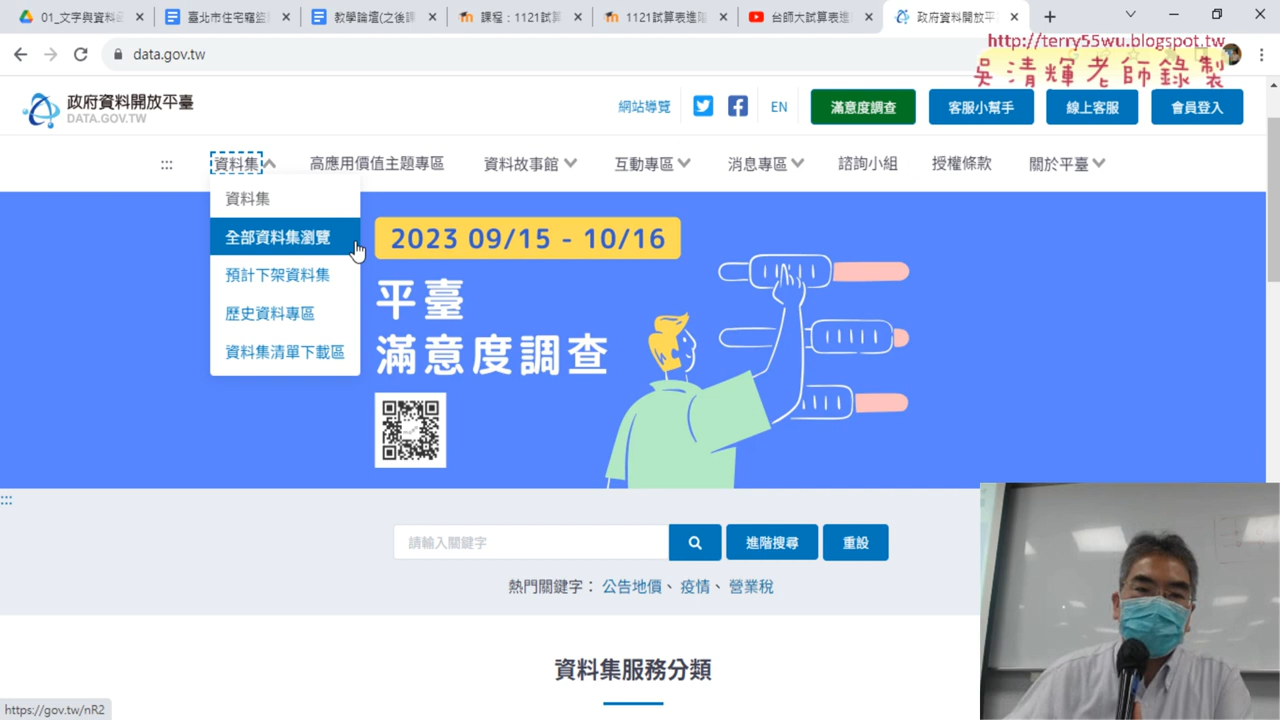 01_文字與資料
臺北市住宅竊盜
教學論壇(之後
課程：1121試算
1121試算表進階
台師大試算表進
政府資料開放平
data.gov.tw
http://terry55wu.blogspot.tw
吳清輝老師錄製
政府資料開放平臺
DATA.GOV.TW
網站導覽
EN
滿意度調查
客服小幫手
線上客服
會員登入
資料集
高應用價值主題專區
資料故事館
互動專區
消息專區
諮詢小組
授權條款
關於平臺
資料集
全部資料集瀏覽
預計下架資料集
歷史資料專區
資料集清單下載區
2023 09/15 - 10/16
平臺
滿意度調查
請輸入關鍵字
進階搜尋
重設
熱門關鍵字： 公告地價、 疫情、 營業稅
資料集服務分類
https://gov.tw/nR2